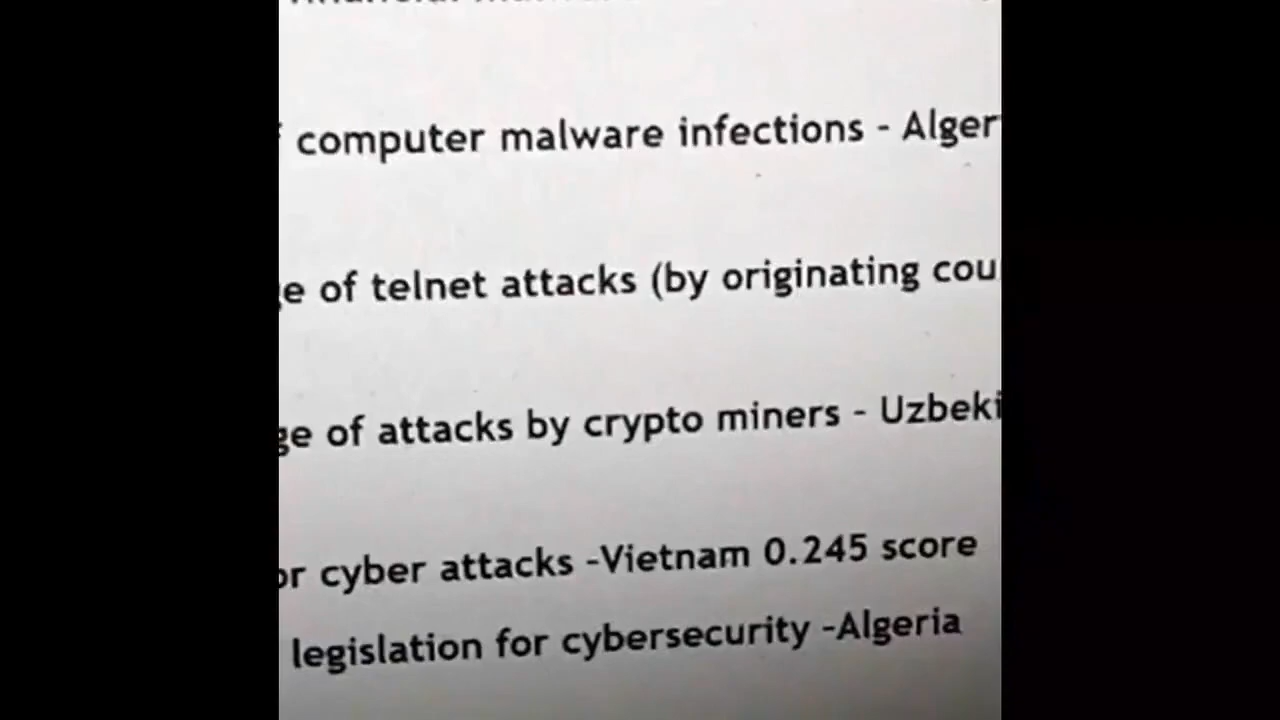 computer malware infections - Alger
e of telnet attacks (by originating cou
ge of attacks by crypto miners - Uzbeki
or cyber attacks -Vietnam 0.245 score
legislation for cybersecurity -Algeria